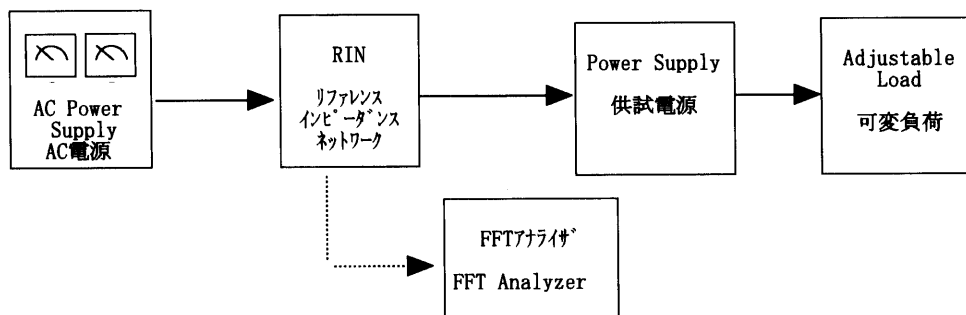 AC Power
Supply
AC電源
RIN
ﾘﾌｧﾚﾝｽ
ｲﾝﾋﾟｰﾀﾞﾝｽ
ﾈｯﾄﾜｰｸ
Power Supply
供試電源
Adjustable
Load
可変負荷
FFTｱﾅﾗｲｻﾞ
FFT Analyzer